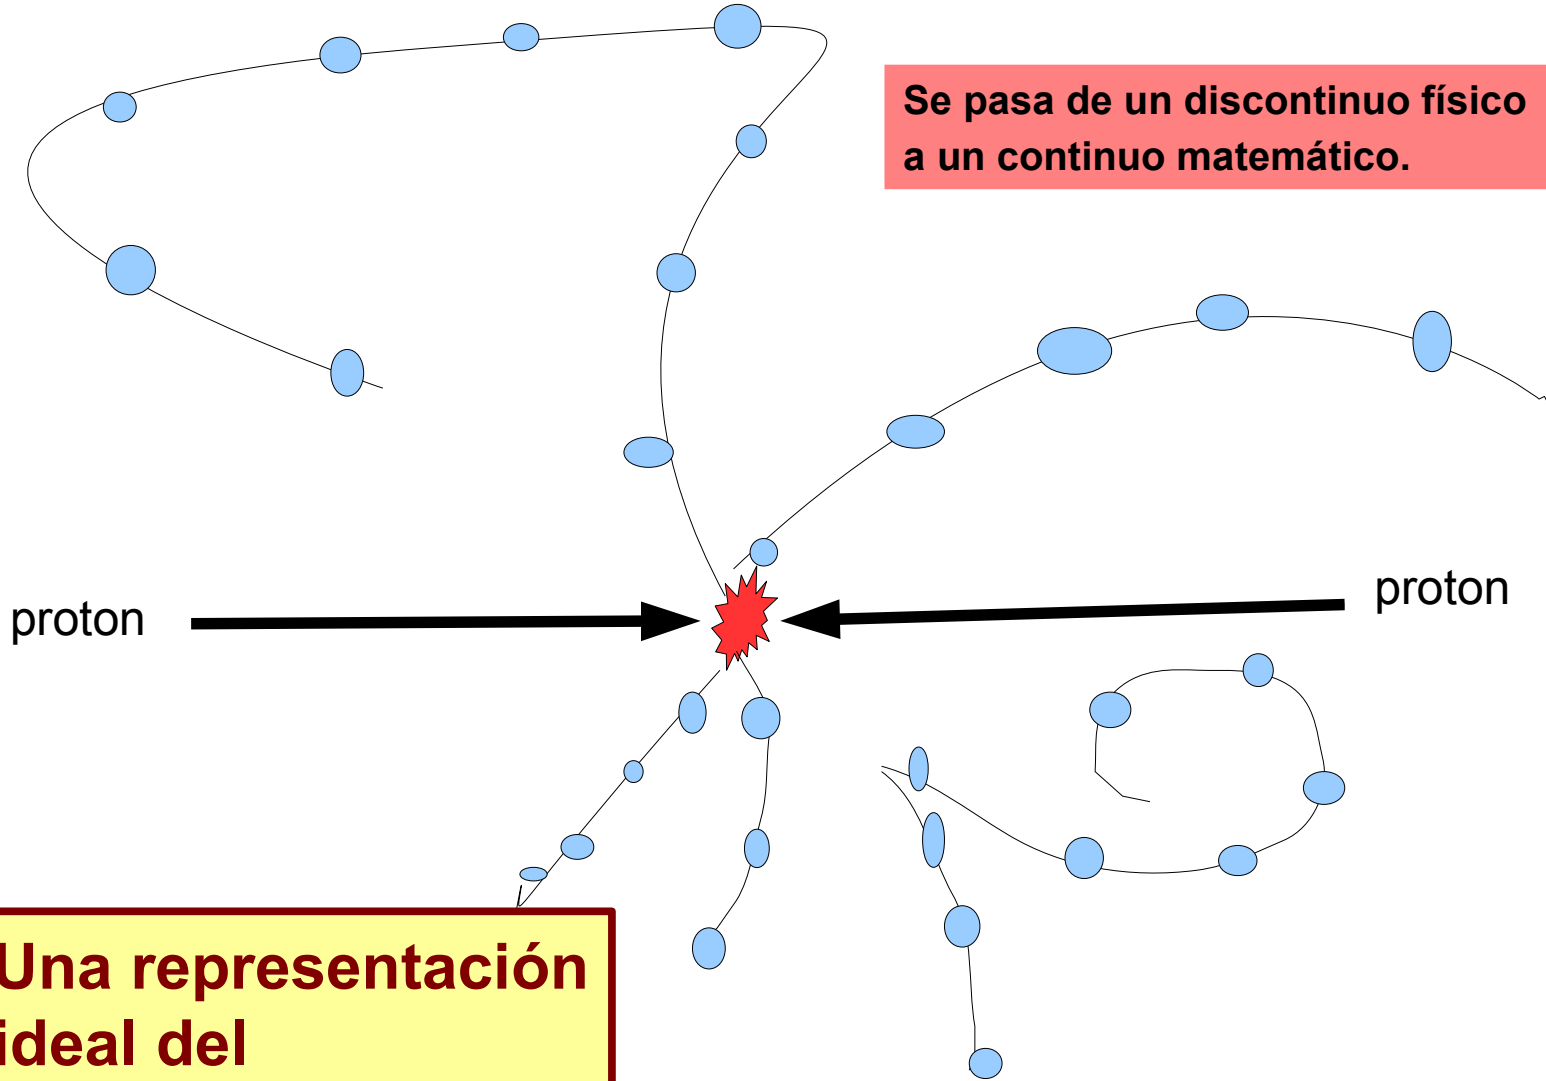 Se pasa de un discontinuo físico
a un continuo matemático.
proton
proton
Una representación
ideal del